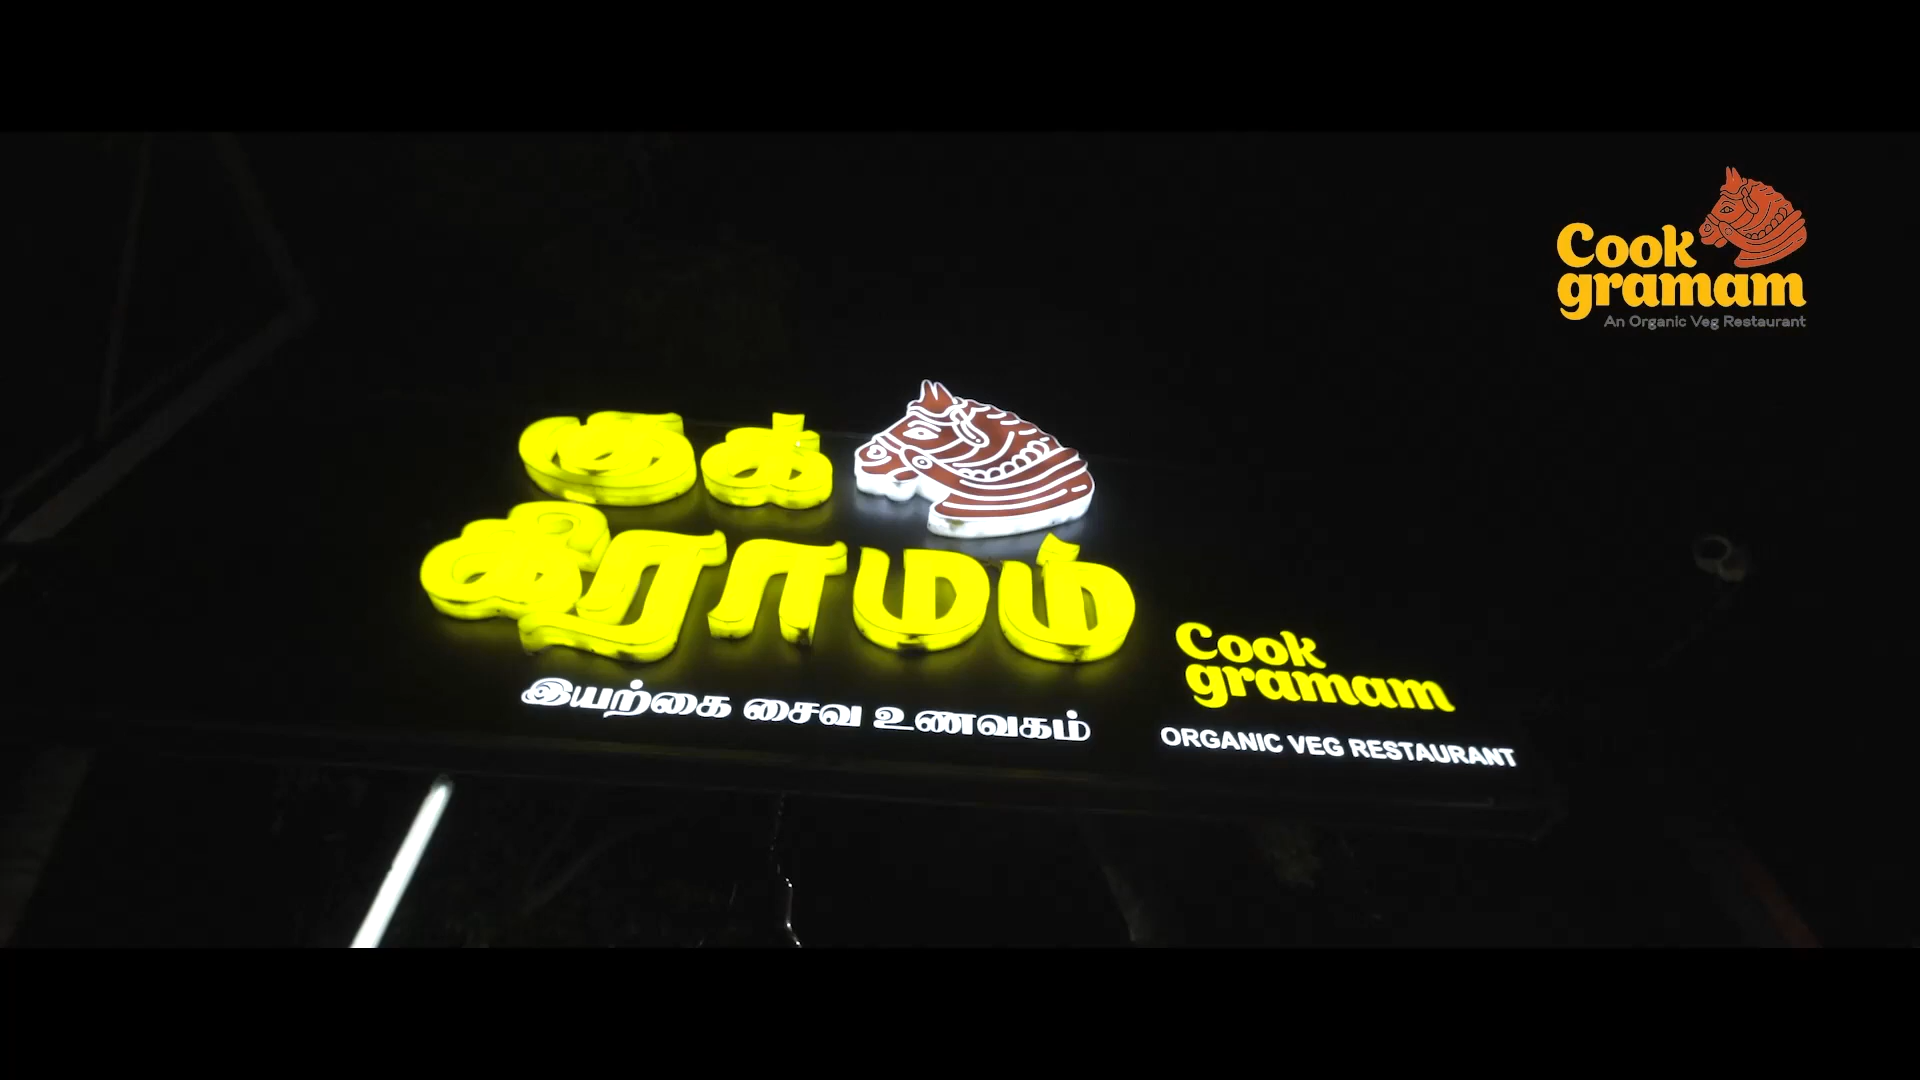 Cook
gramam
An Organic Veg Restaurant
குக்
கிராமம்
இயற்கை சைவ உணவகம்
Cook
gramam
ORGANIC VEG RESTAURANT